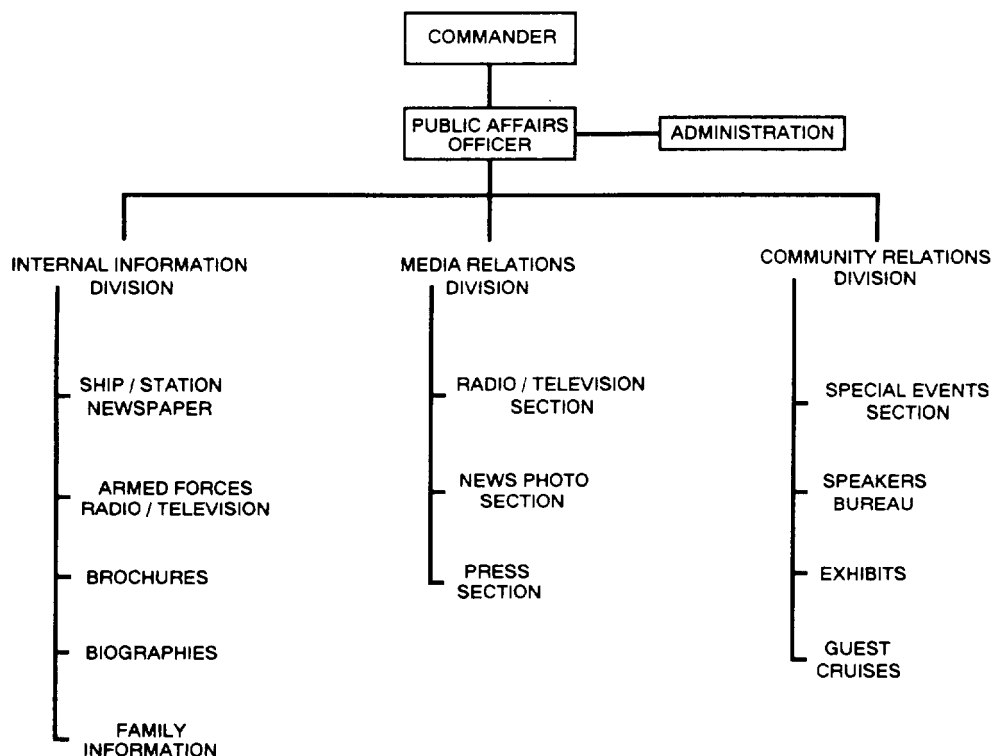 COMMANDER
PUBLIC AFFAIRS
OFFICER
ADMINISTRATION
INTERNAL INFORMATION
DIVISION
SHIP / STATION
NEWSPAPER
ARMED FORCES
RADIO / TELEVISION
BROCHURES
BIOGRAPHIES
FAMILY
INFORMATION
MEDIA RELATIONS
DIVISION
RADIO / TELEVISION
SECTION
NEWS PHOTO
SECTION
PRESS
SECTION
COMMUNITY RELATIONS
DIVISION
SPECIAL EVENTS
SECTION
SPEAKERS
BUREAU
EXHIBITS
GUEST
CRUISES